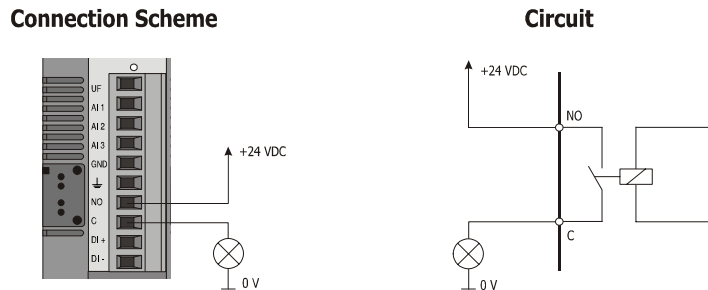 Connection Scheme
Circuit
UF
AI 1
AI 2
AI 3
GND
NO
C
DI +
DI -
+24 VDC
0 V
+24 VDC
NO
C
0 V